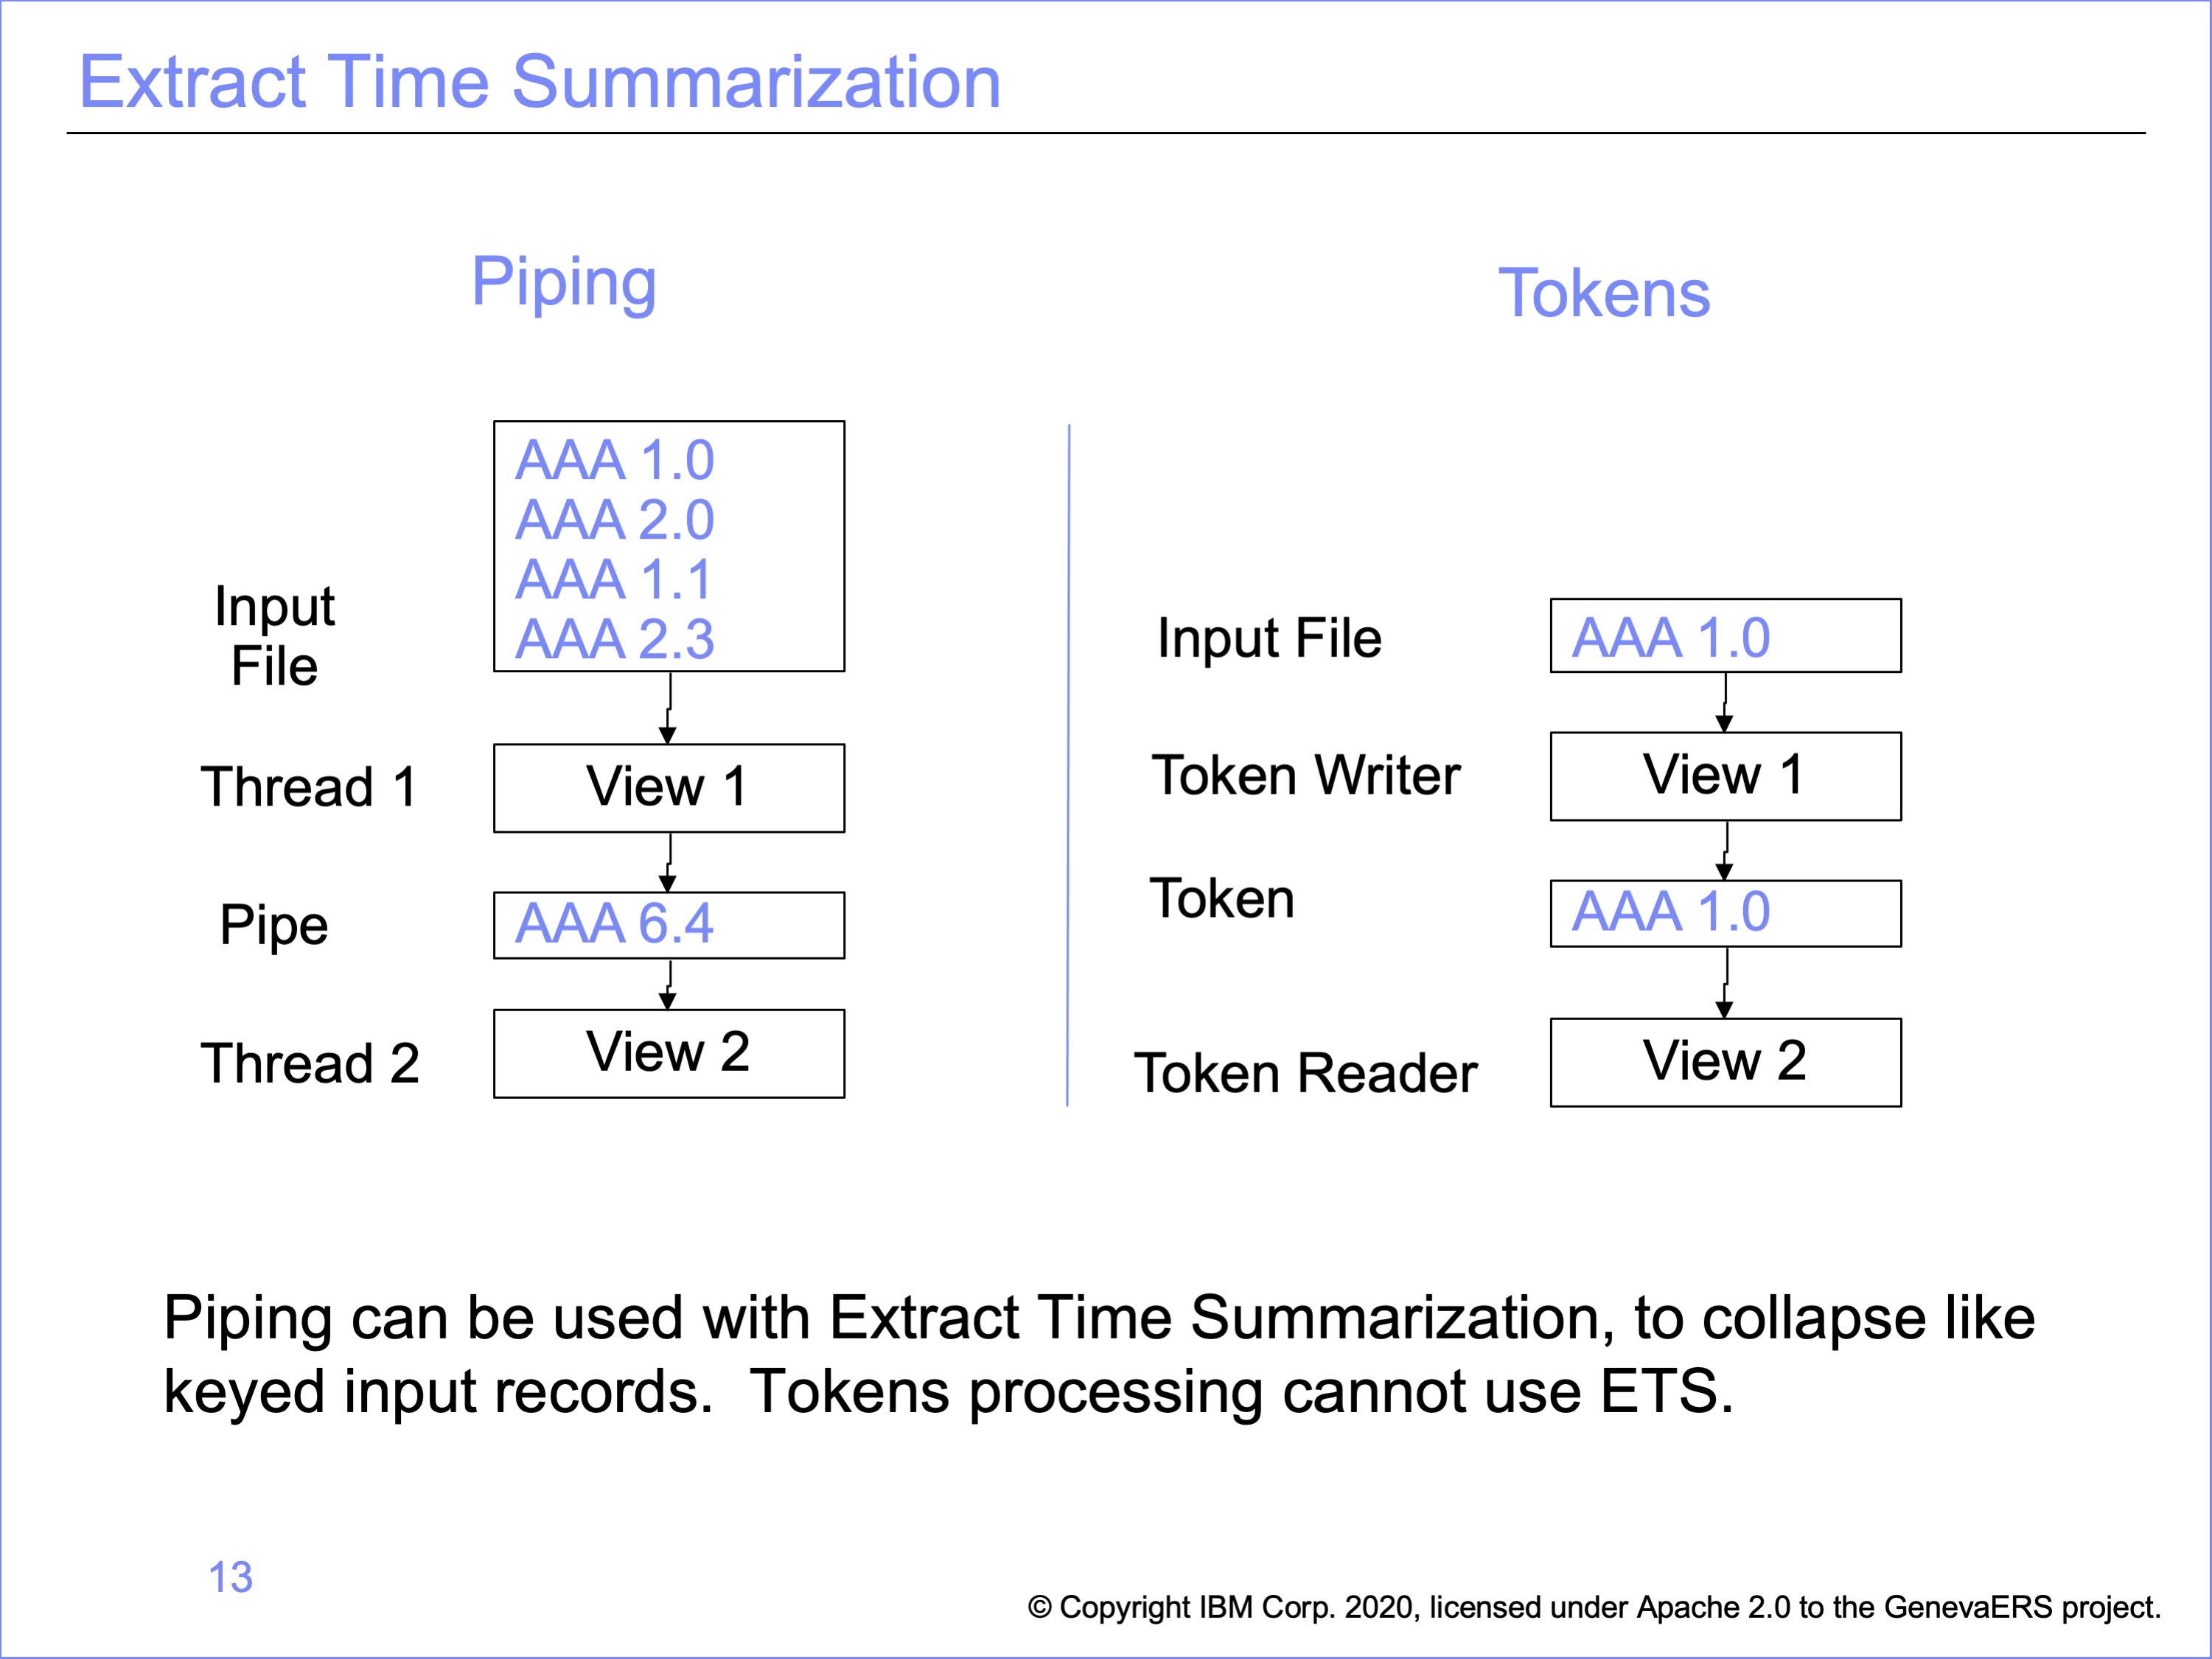 Extract Time Summarization
Piping
AAA 1.0
AAA 2.0
AAA 1.1
AAA 2.3
Input
File
Thread 1
View 1
Pipe
AAA 6.4
Thread 2
View 2
Tokens
Input File
AAA 1.0
Token Writer
View 1
Token
AAA 1.0
Token Reader
View 2
Piping can be used with Extract Time Summarization, to collapse like
keyed input records.  Tokens processing cannot use ETS.
13
© Copyright IBM Corp. 2020, licensed under Apache 2.0 to the GenevaERS project.